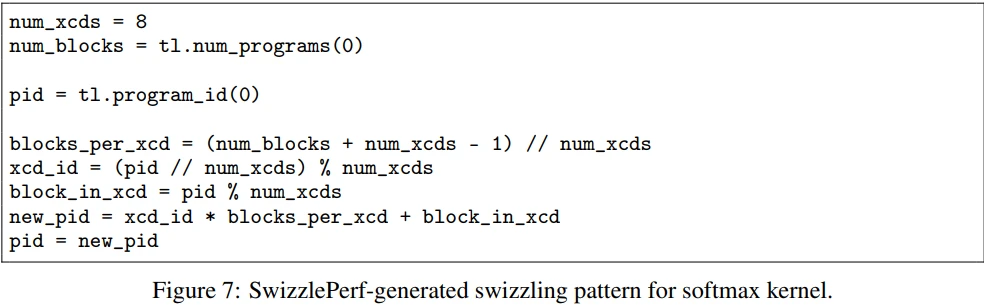 num_xcds = 8
num_blocks = tl.num_programs(0)
pid = tl.program_id(0)
blocks_per_xcd = (num_blocks + num_xcds - 1) // num_xcds
xcd_id = (pid // num_xcds) % num_xcds
block_in_xcd = pid % num_xcds
new_pid = xcd_id * blocks_per_xcd + block_in_xcd
pid = new_pid
Figure 7: SwizzlePerf-generated swizzling pattern for softmax kernel.